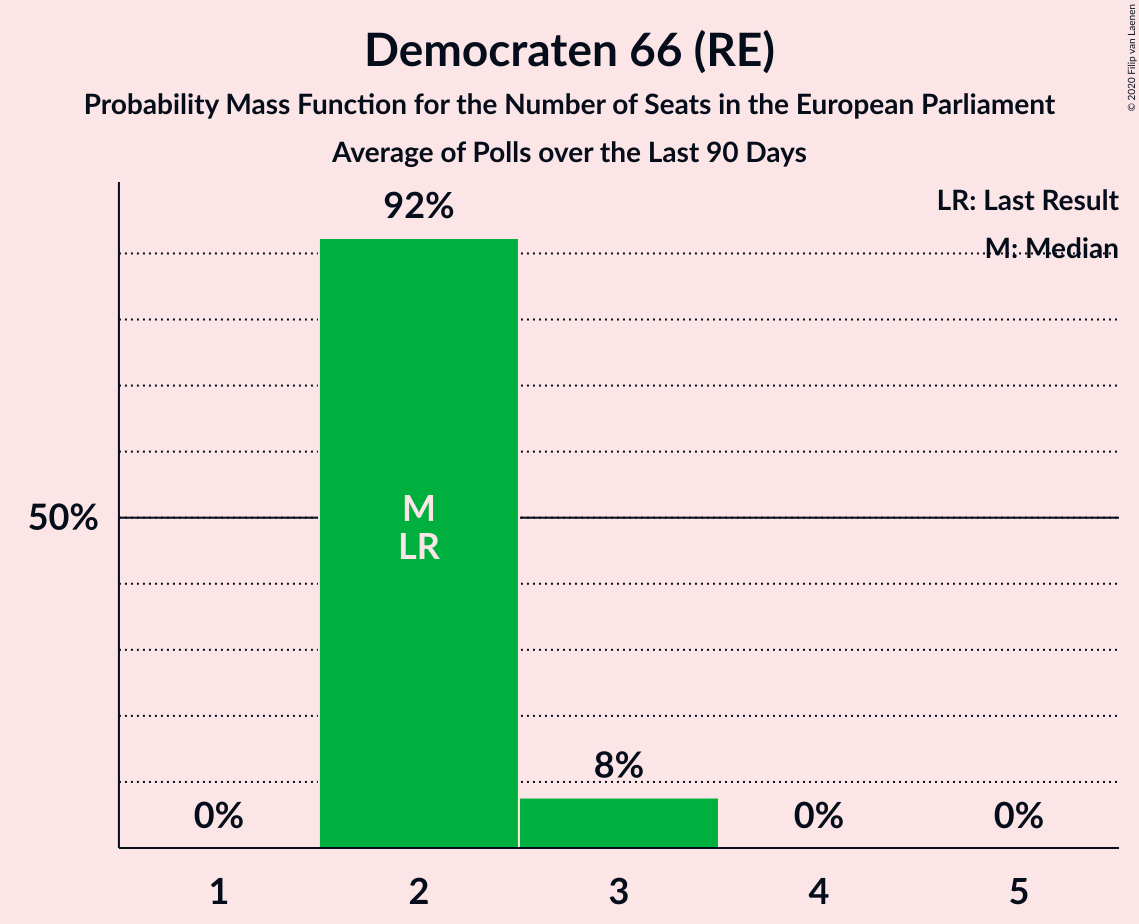 Democraten 66 (RE)
Probability Mass Function for the Number of Seats in the European Parliament
Average of Polls over the Last 90 Days
© 2020 Filip van Laenen
LR: Last Result
M: Median
92%
50%
M
LR
8%
0%
0%
0%
1
2
3
4
5